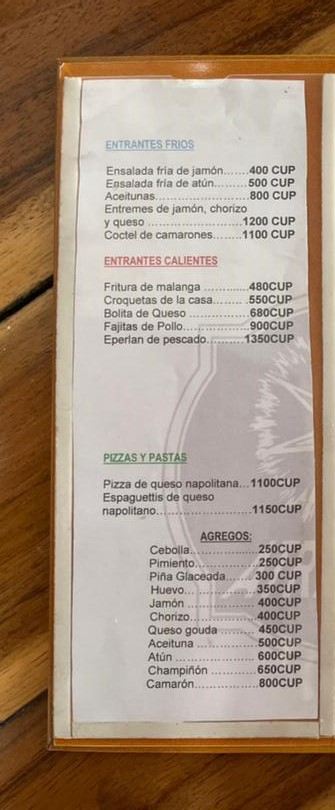 ENTRANTES FRIOS
Ensalada fría de jamón.......400 CUP
Ensalada fría de atún.........500 CUP
Aceitunas..........................800 CUP
Entremes de jamón, chorizo
y queso ..........................1200 CUP
Coctel de camarones........1100 CUP
ENTRANTES CALIENTES
Fritura de malanga .............480CUP
Croquetas de la casa.........550CUP
Bolita de Queso ................680CUP
Fajitas de Pollo...................900CUP
Eperlan de pescado..........1350CUP
PIZZAS Y PASTAS
Pizza de queso napolitana...1100CUP
Espaguettis de queso
napolitano..........................1150CUP
AGREGOS:
Cebolla....................250CUP
Pimiento...................250CUP
Piña Glaceada.......300 CUP
Huevo.....................350CUP
Jamón ....................400CUP
Chorizo...................400CUP
Queso gouda ..........450CUP
Aceituna .................500CUP
Atún .......................600CUP
Champiñón ............650CUP
Camarón.................800CUP